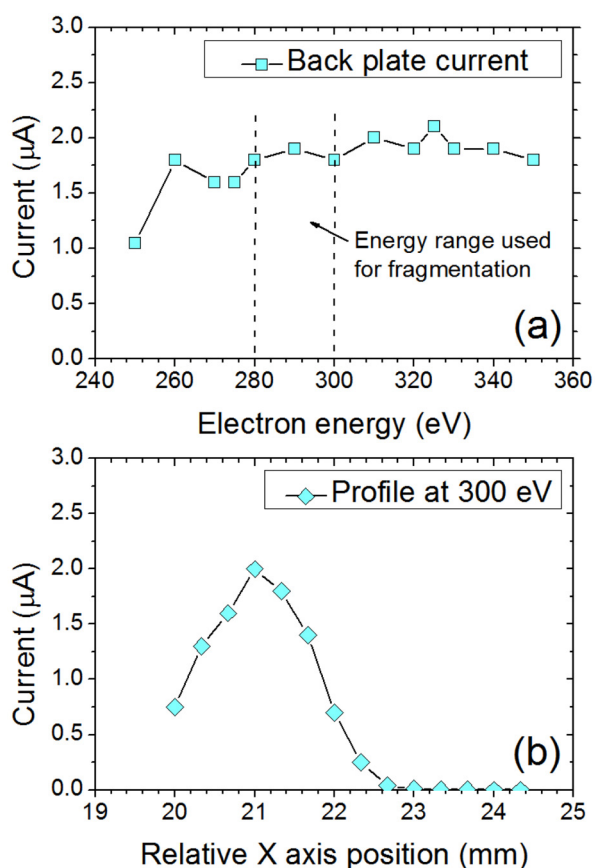 3.0
2.5
2.0
1.5
1.0
0.5
0.0
Current (μA)
Back plate current
Energy range used
for fragmentation
(a)
240 260 280 300 320 340 360
Electron energy (eV)
3.0
2.5
2.0
1.5
1.0
0.5
0.0
Current (μA)
Profile at 300 eV
(b)
19 20 21 22 23 24 25
Relative X axis position (mm)